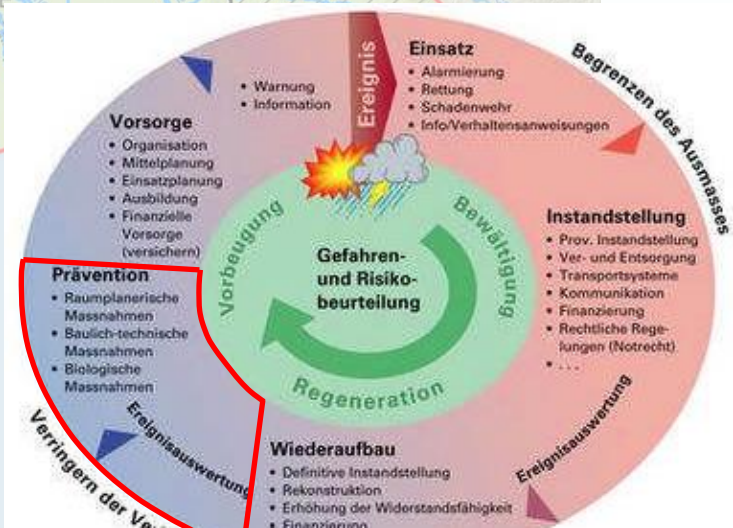 Ereignis
Einsatz
• Alarmierung
• Rettung
• Schadenwehr
• Info/Verhaltensanweisungen
Begrenzen des Ausmasses
• Warnung
• Information
Vorsorge
• Organisation
• Mittelplanung
• Einsatzplanung
• Ausbildung
• Finanzielle
Vorsorge
(versichern)
Instandstellung
• Prov. Instandstellung
• Ver- und Entsorgung
• Transportsysteme
• Kommunikation
• Finanzierung
• Rechtliche Rege-
lungen (Notrecht)
• . . .
Ereignisauswertung
Vorbeugung
Bewältigung
Regeneration
Gefahren-
und Risiko-
beurteilung
Prävention
• Raumplanerische
Massnahmen
• Baulich-technische
Massnahmen
• Biologische
Massnahmen
Ereignisauswertung
Verringern der
Wiederaufbau
• Definitive Instandstellung
• Rekonstruktion
• Erhöhung der Widerstandsfähigkeit
• Finanzierung